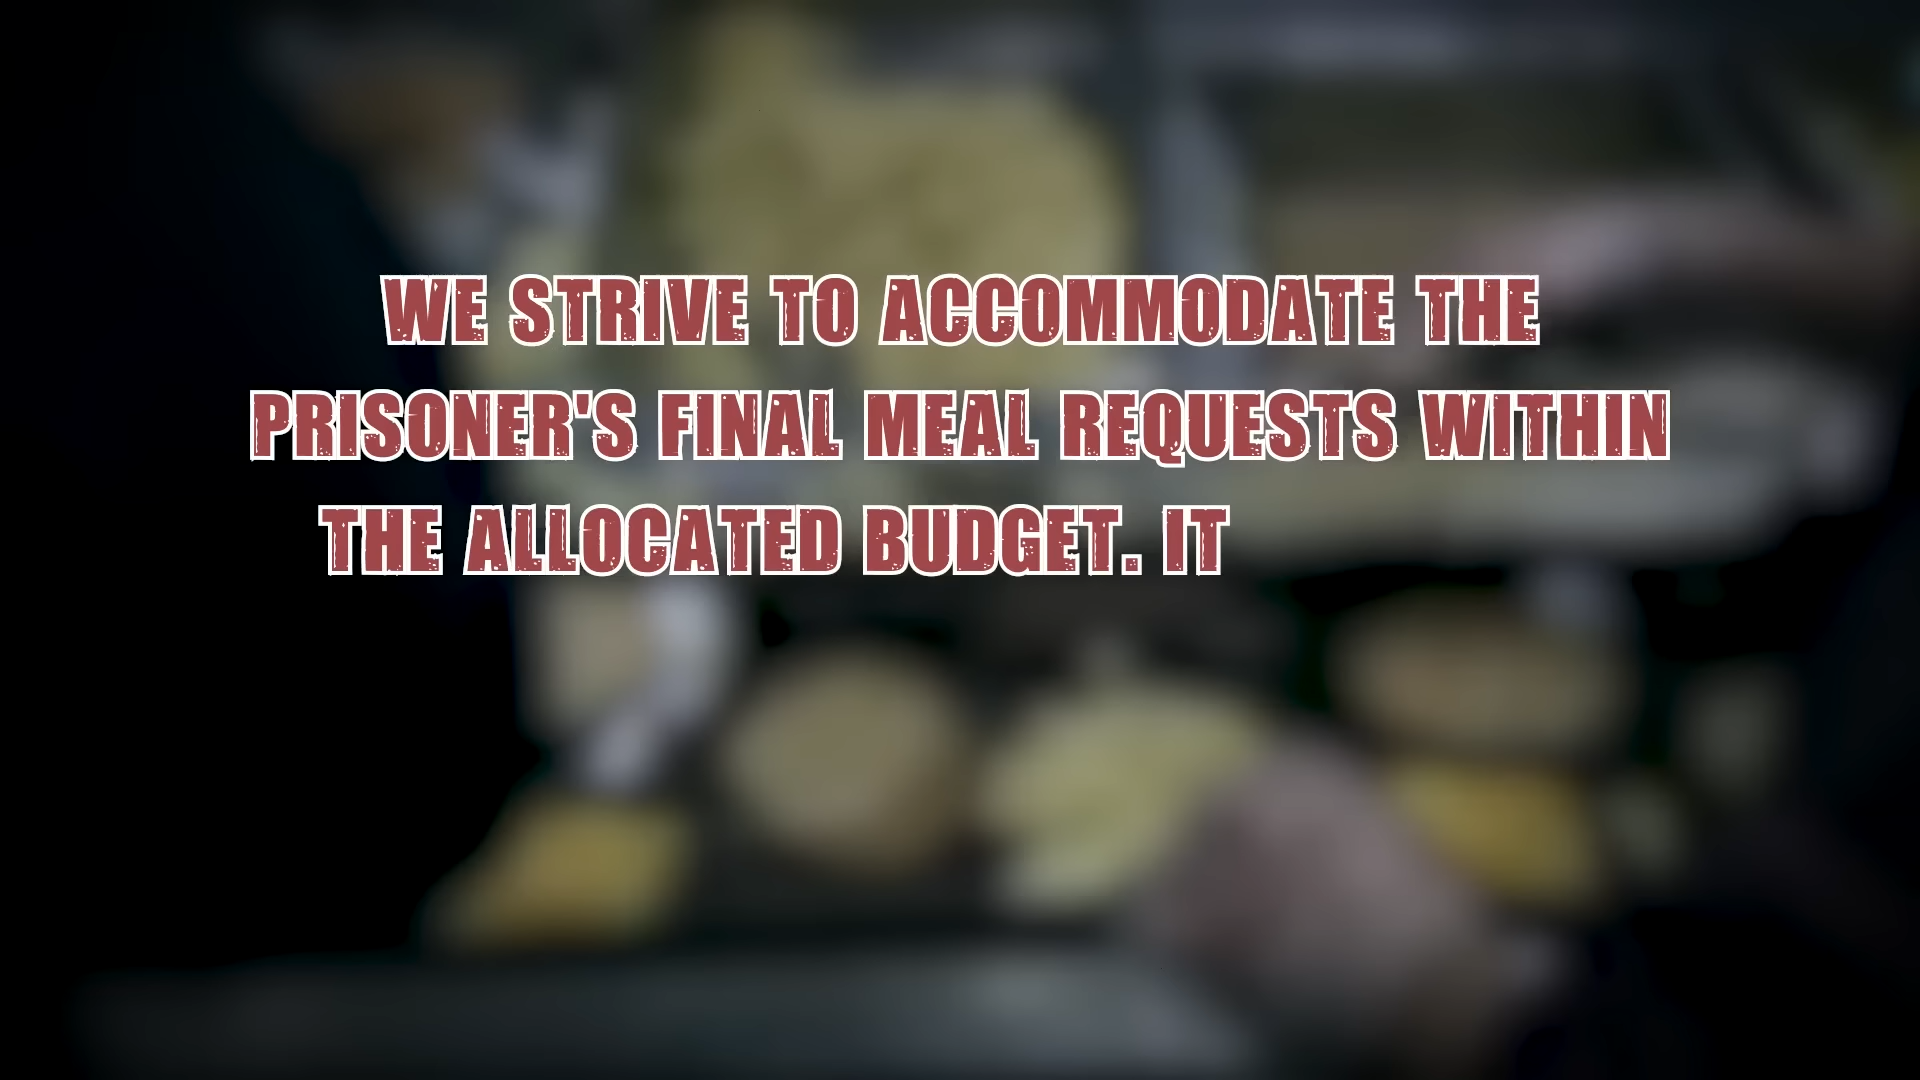 WE STRIVE TO ACCOMMODATE THE
PRISONER'S FINAL MEAL REQUESTS WITHIN
THE ALLOCATED BUDGET. IT